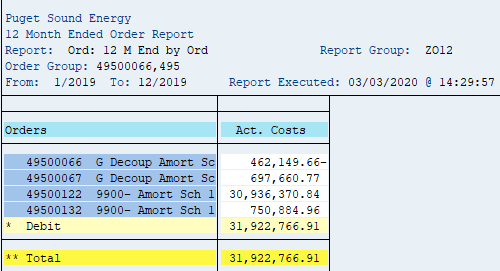 Puget Sound Energy
12 Month Ended Order Report
Report: Ord: 12 M End by Ord Report Group: ZO12
Order Group: 49500066,495
From: 1/2019 To: 12/2019 Report Executed: 03/03/2020 @ 14:29:57
Orders Act. Costs
49500066 G Decoup Amort Sc 462,149.66-
49500067 G Decoup Amort Sc 697,660.77
49500122 9900- Amort Sch 1 30,936,370.84
49500132 9900- Amort Sch 1 750,884.96
* Debit 31,922,766.91
** Total 31,922,766.91